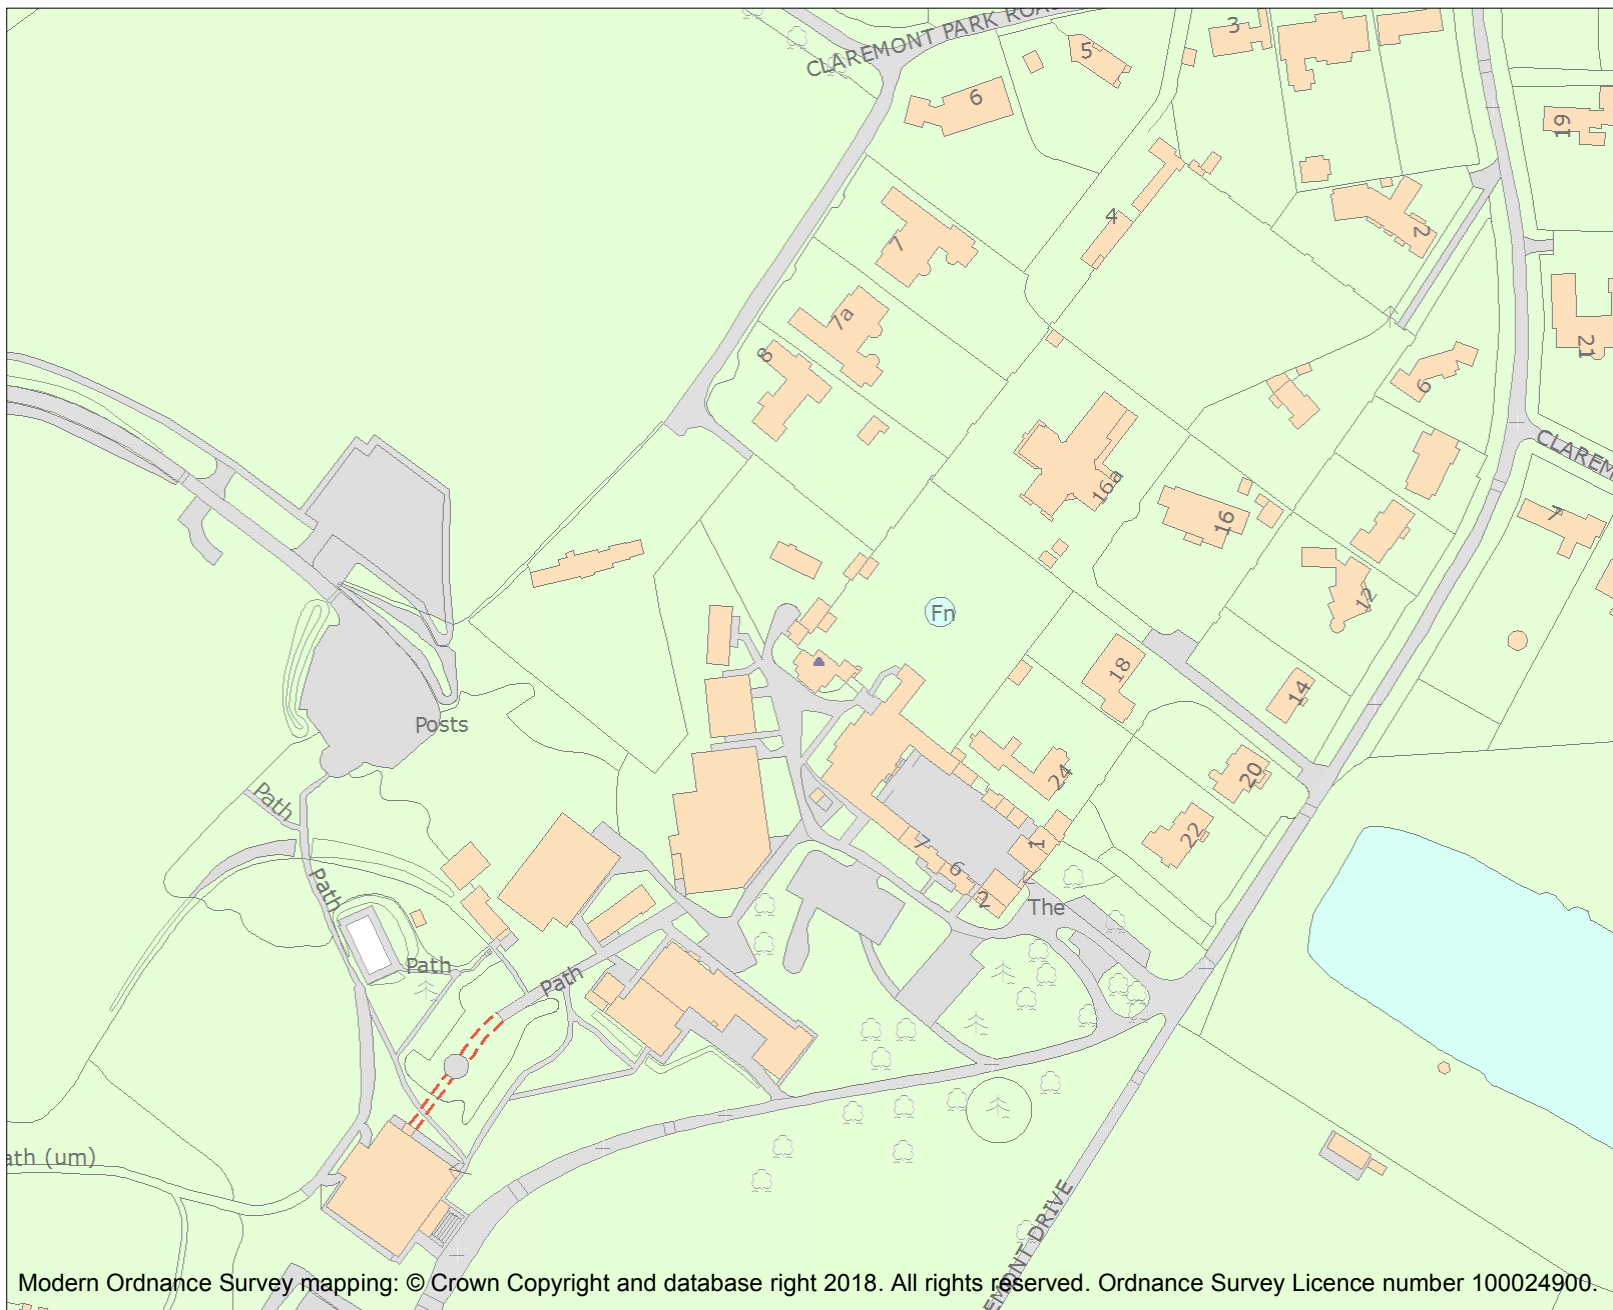 CLAREMONT PARK ROA
3
5
6
19
4
7
2
7a
8
21
6
CLAREM
16a
16
7
12
Fn
18
14
Posts
24
20
Path
22
7
1
6
2
The
Path
Path
Path
ath (um)
EMONT DRIVE
Modern Ordnance Survey mapping: © Crown Copyright and database right 2018. All rights reserved. Ordnance Survey Licence number 100024900.